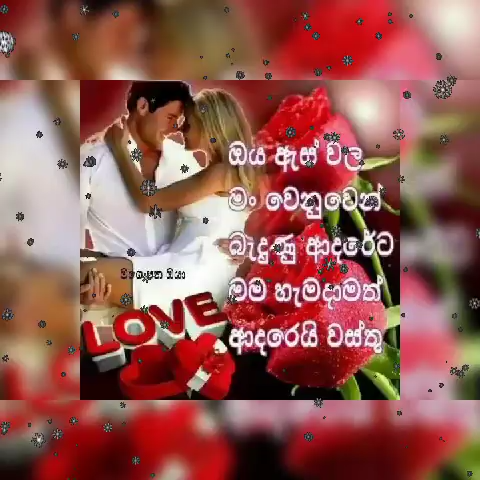 ඔය ඇස් වල
මං වෙනුවෙන්
බැඳුණු ආදරේට
මම හැමදාමත්
ආදරෙයි වස්තු
LOVE